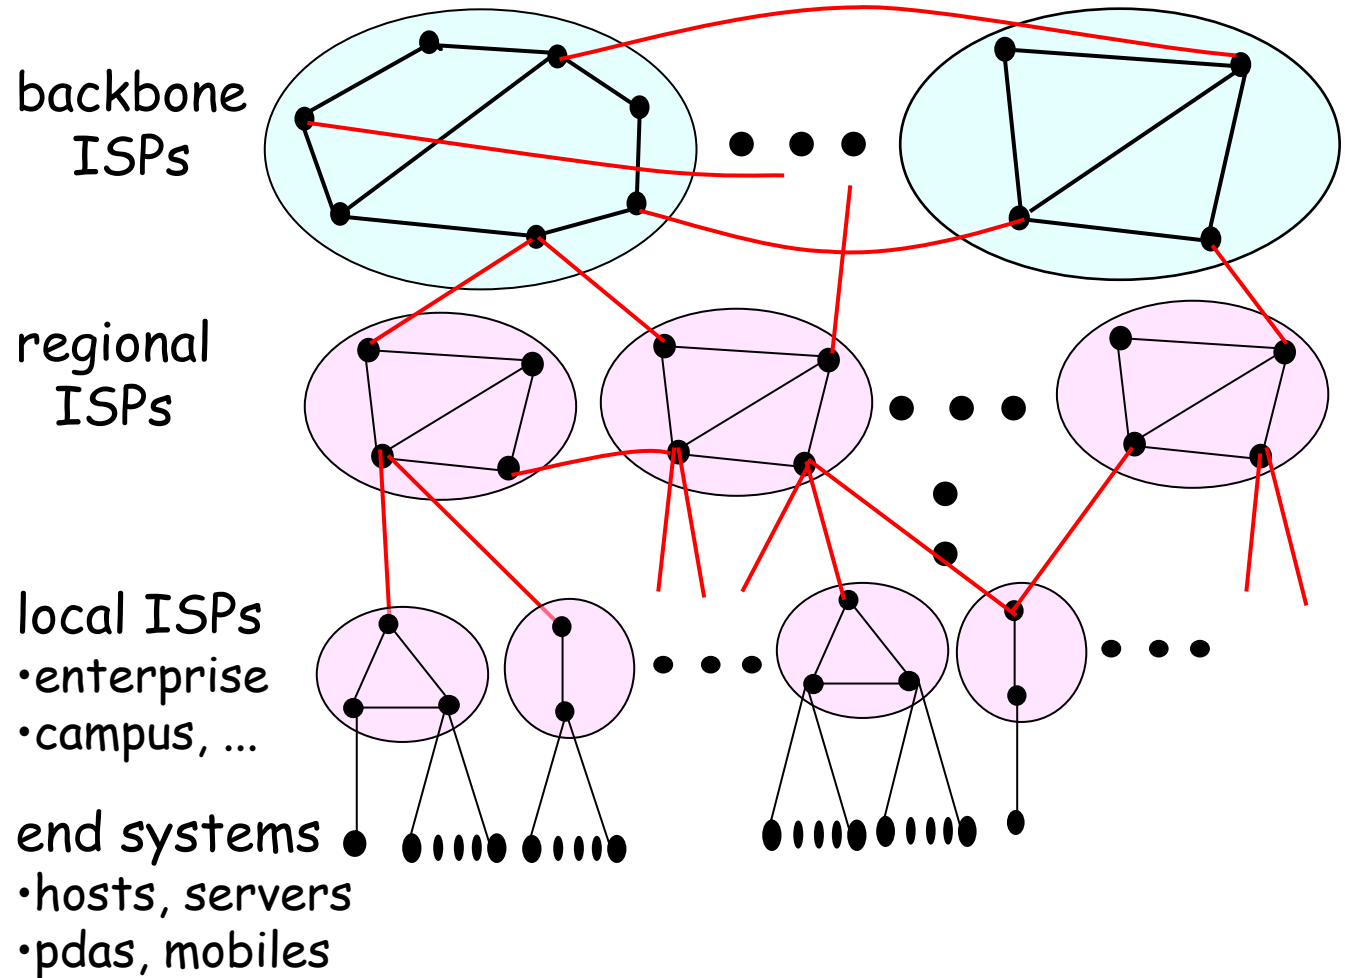 backbone
ISPs
regional
ISPs
local ISPs
•enterprise
•campus, ...
end systems
•hosts, servers
•pdas, mobiles